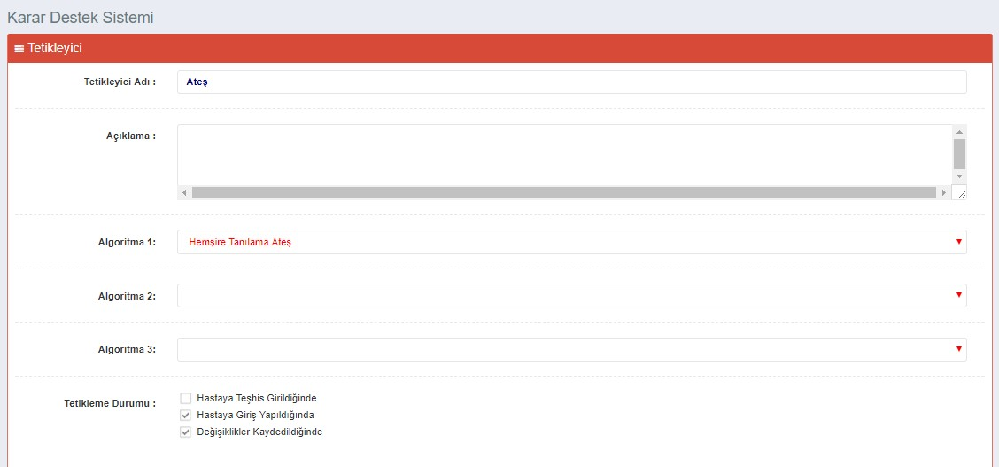 Karar Destek Sistemi
Tetikleyici
Tetikleyici Adı : Ateş
Açıklama :
Algoritma 1: Hemşire Tanılama Ateş
Algoritma 2:
Algoritma 3:
Tetikleme Durumu : Hastaya Teşhis Girildiğinde
Hastaya Giriş Yapıldığında
Değişiklikler Kaydedildiğinde